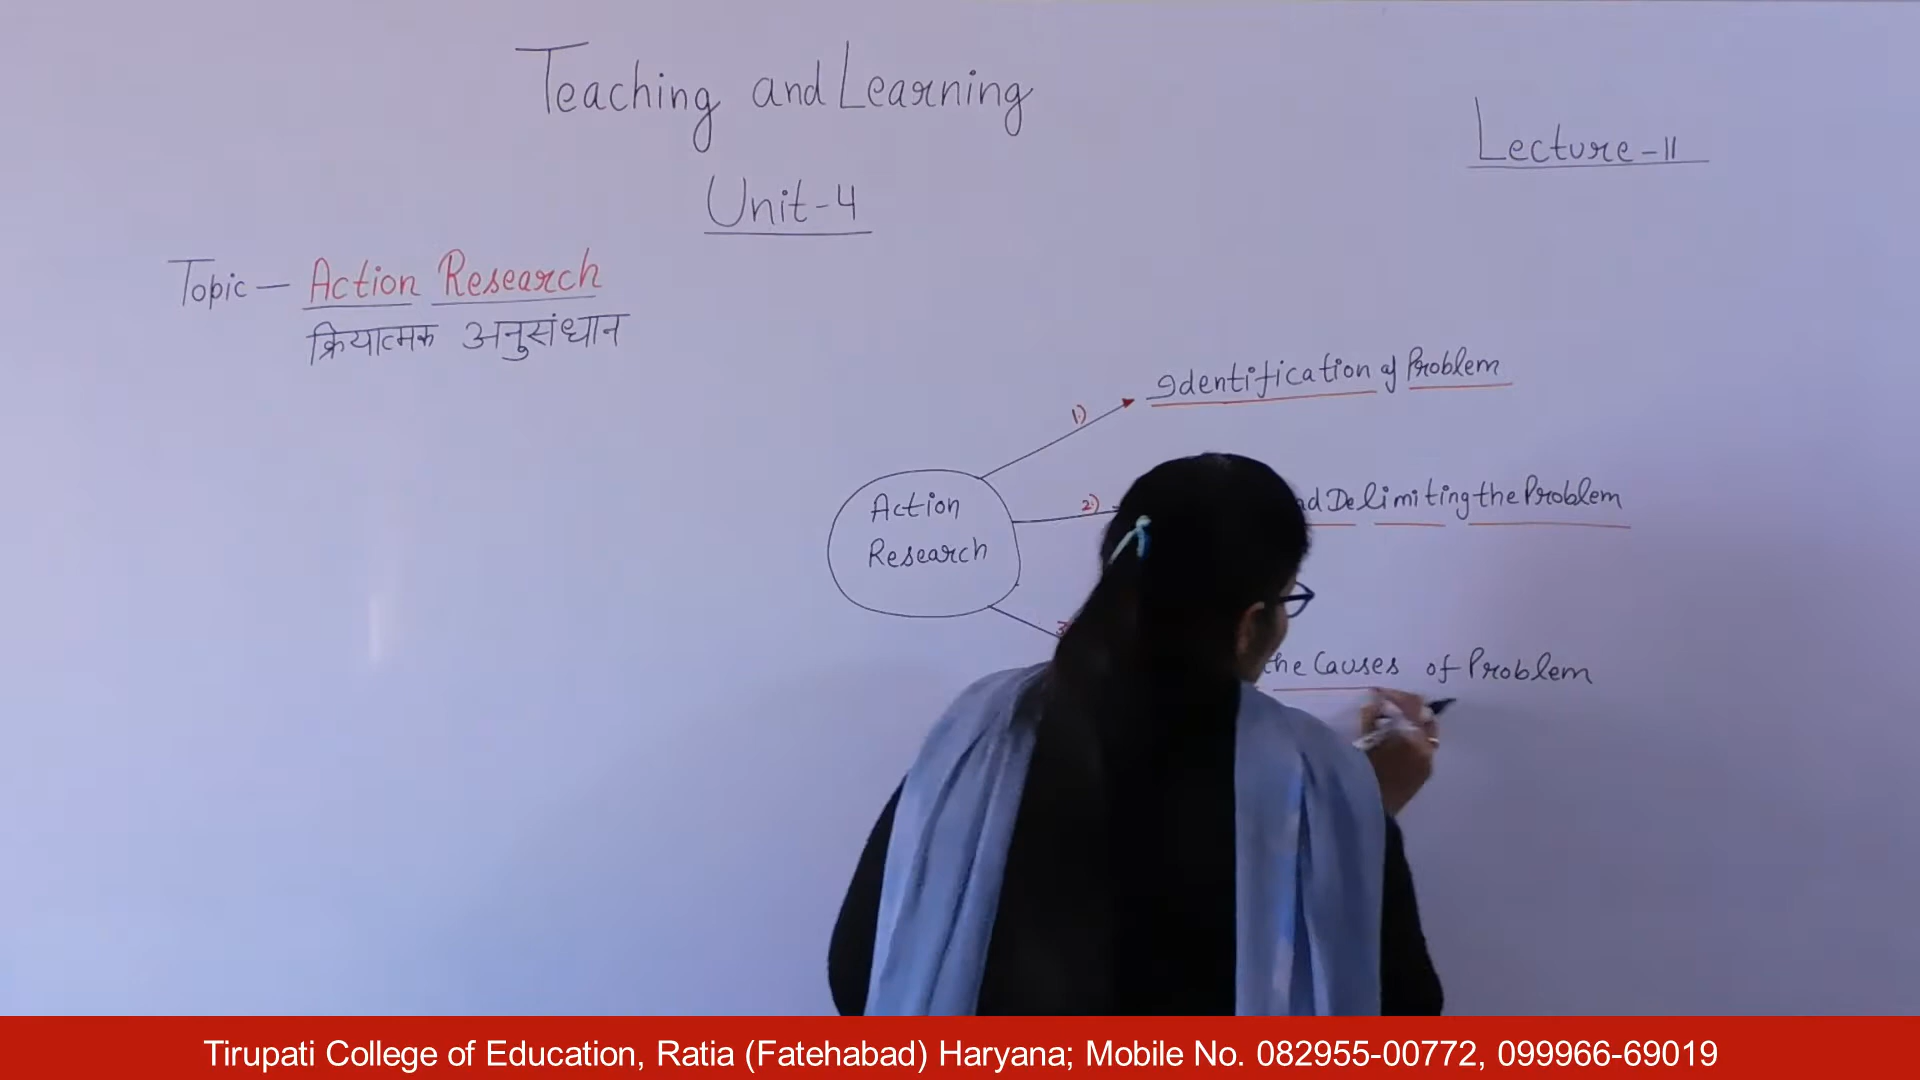 Teaching and Learning
Lecture-11
Unit-4
Topic — Action Research
क्रियात्मक अनुसंधान
1) Identification of Problem
Action
Research
2) Delimiting the Problem
3
the Causes of Problem
Tirupati College of Education, Ratia (Fatehabad) Haryana; Mobile No. 082955-00772, 099966-69019